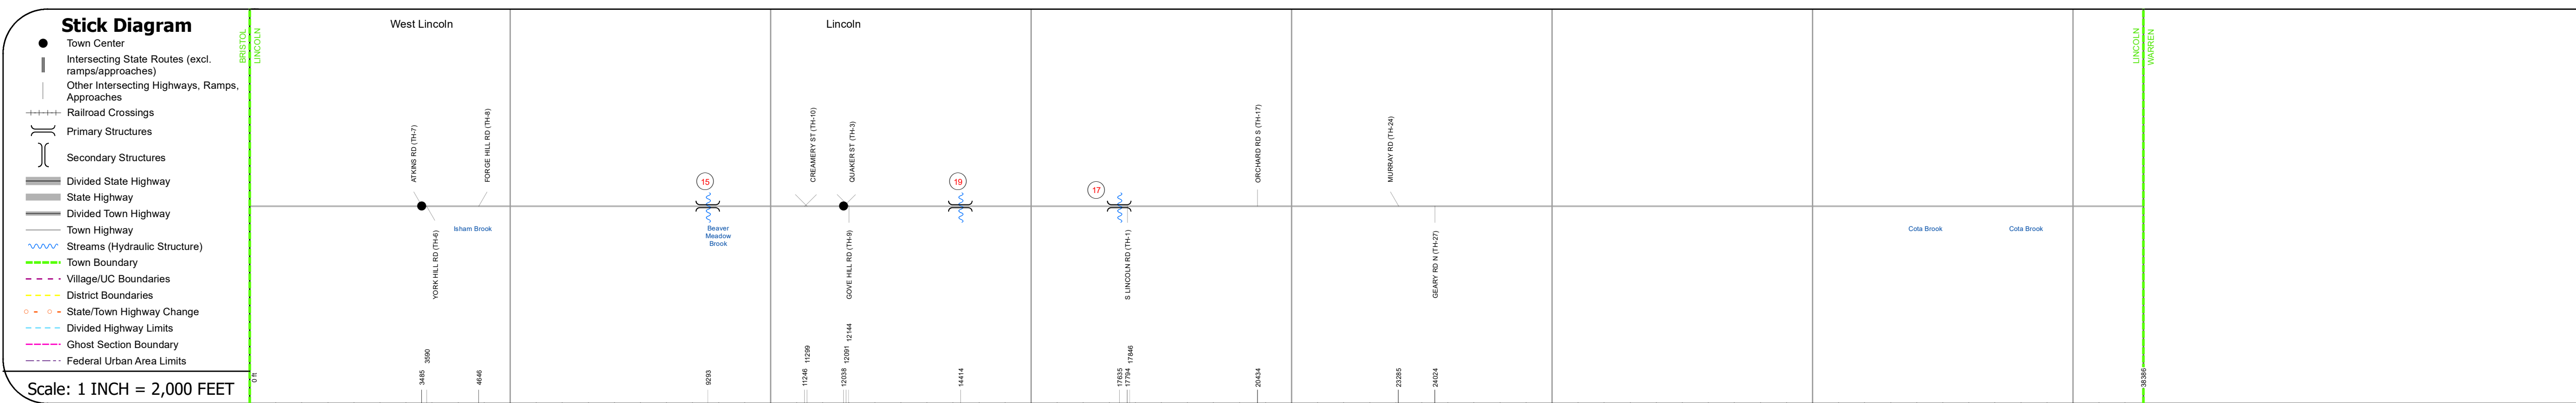 Stick Diagram
Town Center
Intersecting State Routes (excl.
ramps/approaches)
Other Intersecting Highways, Ramps,
Approaches
Railroad Crossings
Primary Structures
Secondary Structures
Divided State Highway
State Highway
Divided Town Highway
Town Highway
Streams (Hydraulic Structure)
Town Boundary
Village/UC Boundaries
District Boundaries
State/Town Highway Change
Divided Highway Limits
Ghost Section Boundary
Federal Urban Area Limits
Scale: 1 INCH = 2,000 FEET
BRISTOL
LINCOLN
West Lincoln
Lincoln
LINCOLN
WARREN
ATKINS RD (TH-7)
FORGE HILL RD (TH-8)
CREAMERY ST (TH-10)
QUAKER ST (TH-3)
ORCHARD RD S (TH-17)
MURRAY RD (TH-24)
15
19
17
YORK HILL RD (TH-6)
Isham Brook
Beaver
Meadow
Brook
GOVE HILL RD (TH-9)
S LINCOLN RD (TH-1)
GEARY RD N (TH-27)
Cota Brook
Cota Brook
0 ft
3485
3590
4646
9293
11246
11299
12038
12091
12144
14414
17635
17794
17846
20434
23285
24024
38386